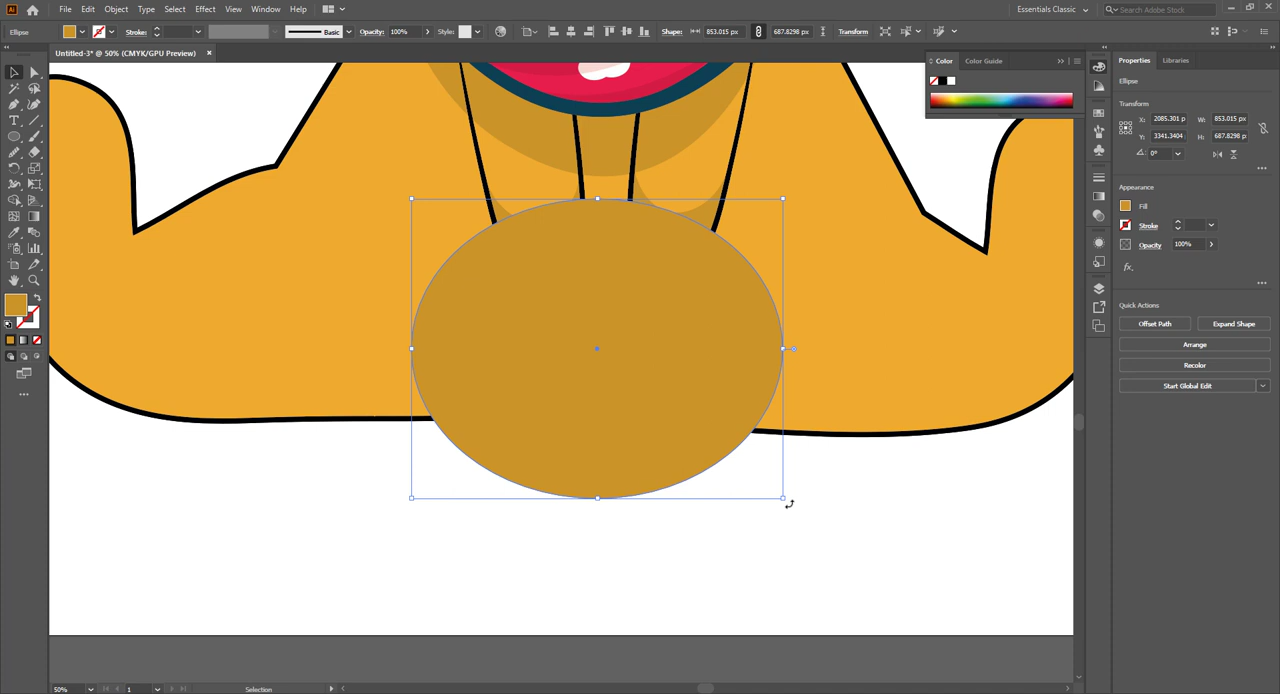 Ai File Edit Object Type Select Effect View Window Help Essentials Classic Search Adobe Stock
Ellipse Stroke: Basic Opacity: 100% Style: Shape: 853.015 px 687.8298 px Transform
Untitled-3* @ 50% (CMYK/GPU Preview) ×
Color Color Guide
Properties Libraries
Ellipse
Transform
X: 2085.301 p W: 853.015 px
Y: 3341.3404 H: 687.8298 p
0°
Appearance
Fill
Stroke
Opacity 100%
fx
Quick Actions
Offset Path Expand Shape
Arrange
Recolor
Start Global Edit
50% 1 Selection